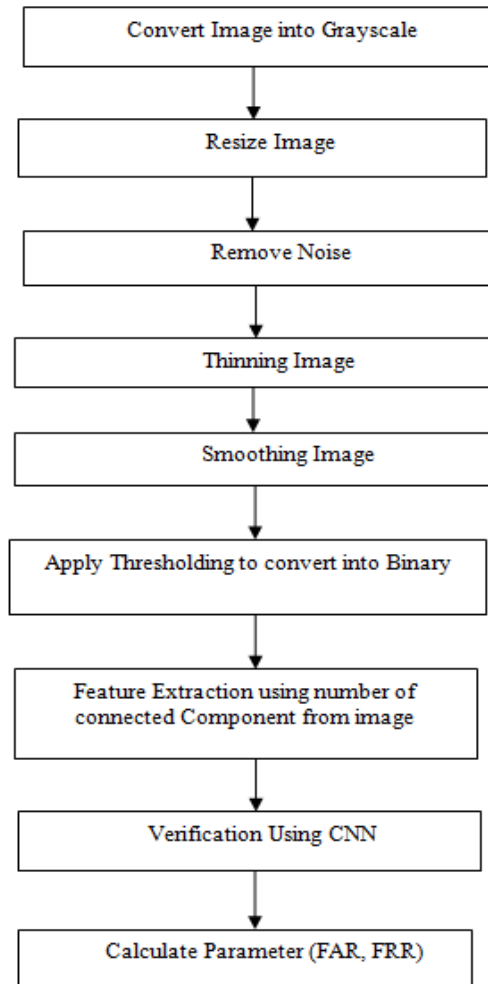 Convert Image into Grayscale
Resize Image
Remove Noise
Thinning Image
Smoothing Image
Apply Thresholding to convert into Binary
Feature Extraction using number of
connected Component from image
Verification Using CNN
Calculate Parameter (FAR, FRR)